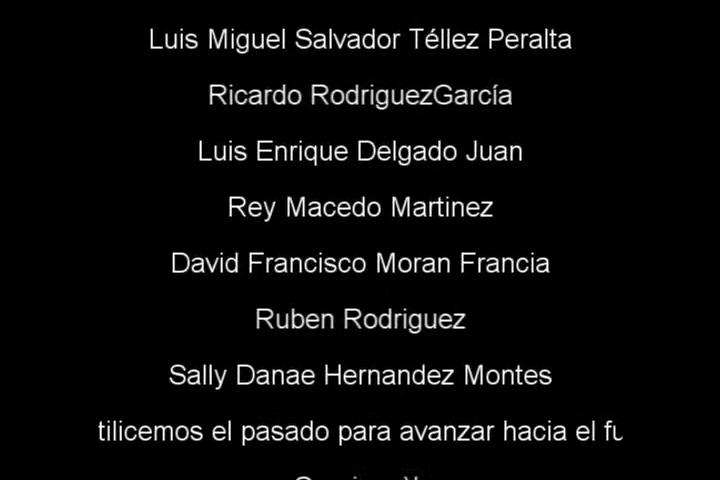 Luis Miguel Salvador Téllez Peralta
Ricardo RodriguezGarcía
Luis Enrique Delgado Juan
Rey Macedo Martinez
David Francisco Moran Francia
Ruben Rodriguez
Sally Danae Hernandez Montes
tilicemos el pasado para avanzar hacia el fu